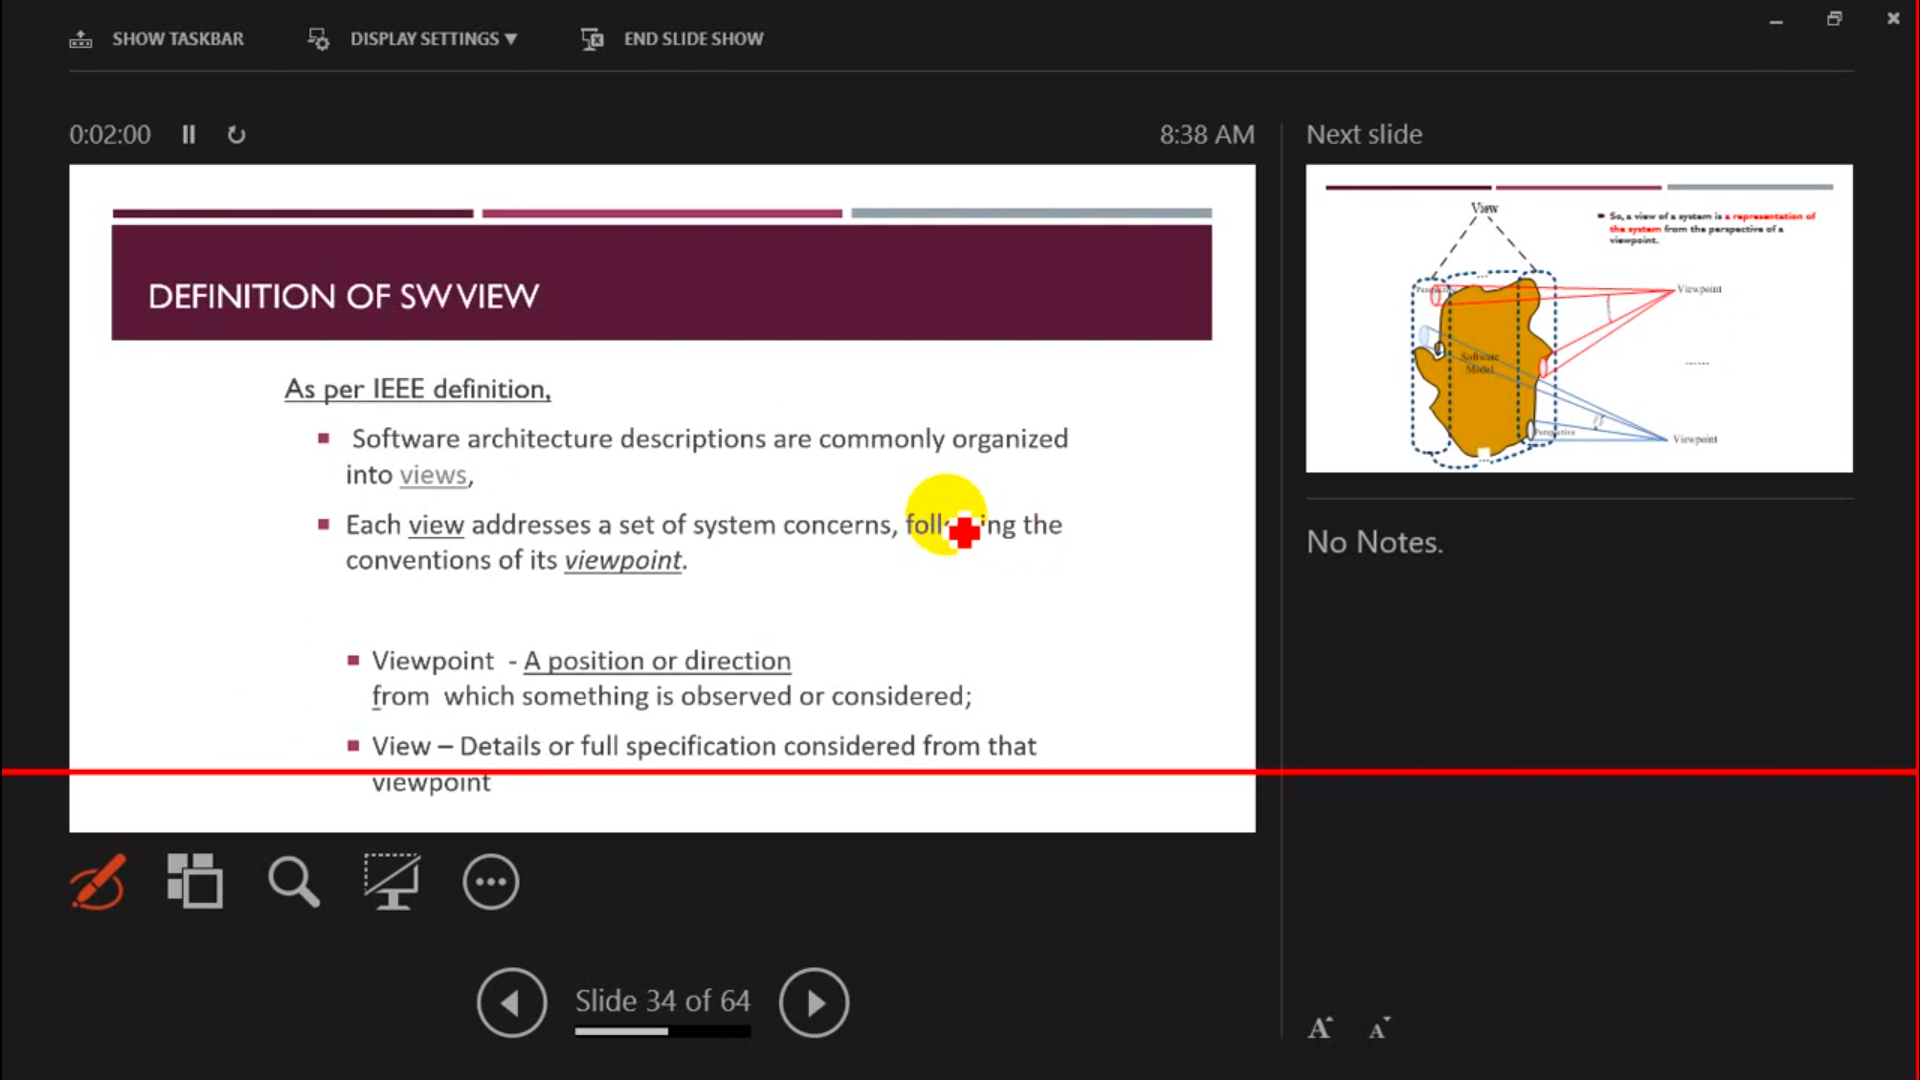 SHOW TASKBAR
DISPLAY SETTINGS ▼
END SLIDE SHOW
0:02:00
8:38 AM
DEFINITION OF SW VIEW
As per IEEE definition,
Software architecture descriptions are commonly organized
into views,
Each view addresses a set of system concerns, the
conventions of its viewpoint.
Viewpoint - A position or direction
from which something is observed or considered;
View – Details or full specification considered from that
viewpoint
Next slide
View
So, a view of a system is a representation of
the system from the perspective of a
viewpoint.
Viewpoint
Software
Model
Perspective
Viewpoint
No Notes.
Slide 34 of 64
A A